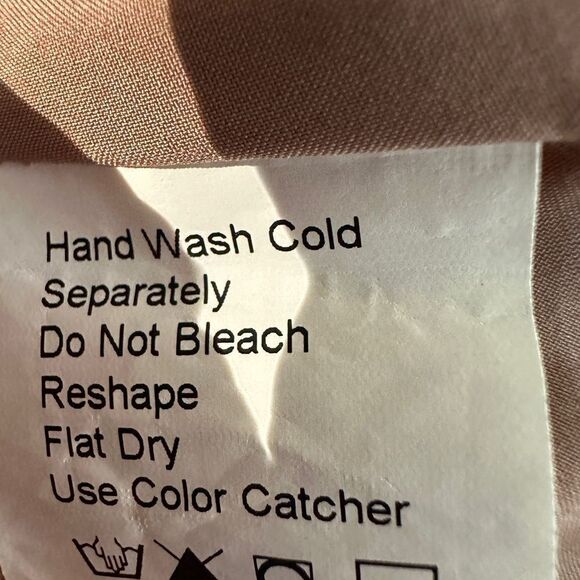 Hand Wash Cold
Separately
Do Not Bleach
Reshape
Flat Dry
Use Color Catcher